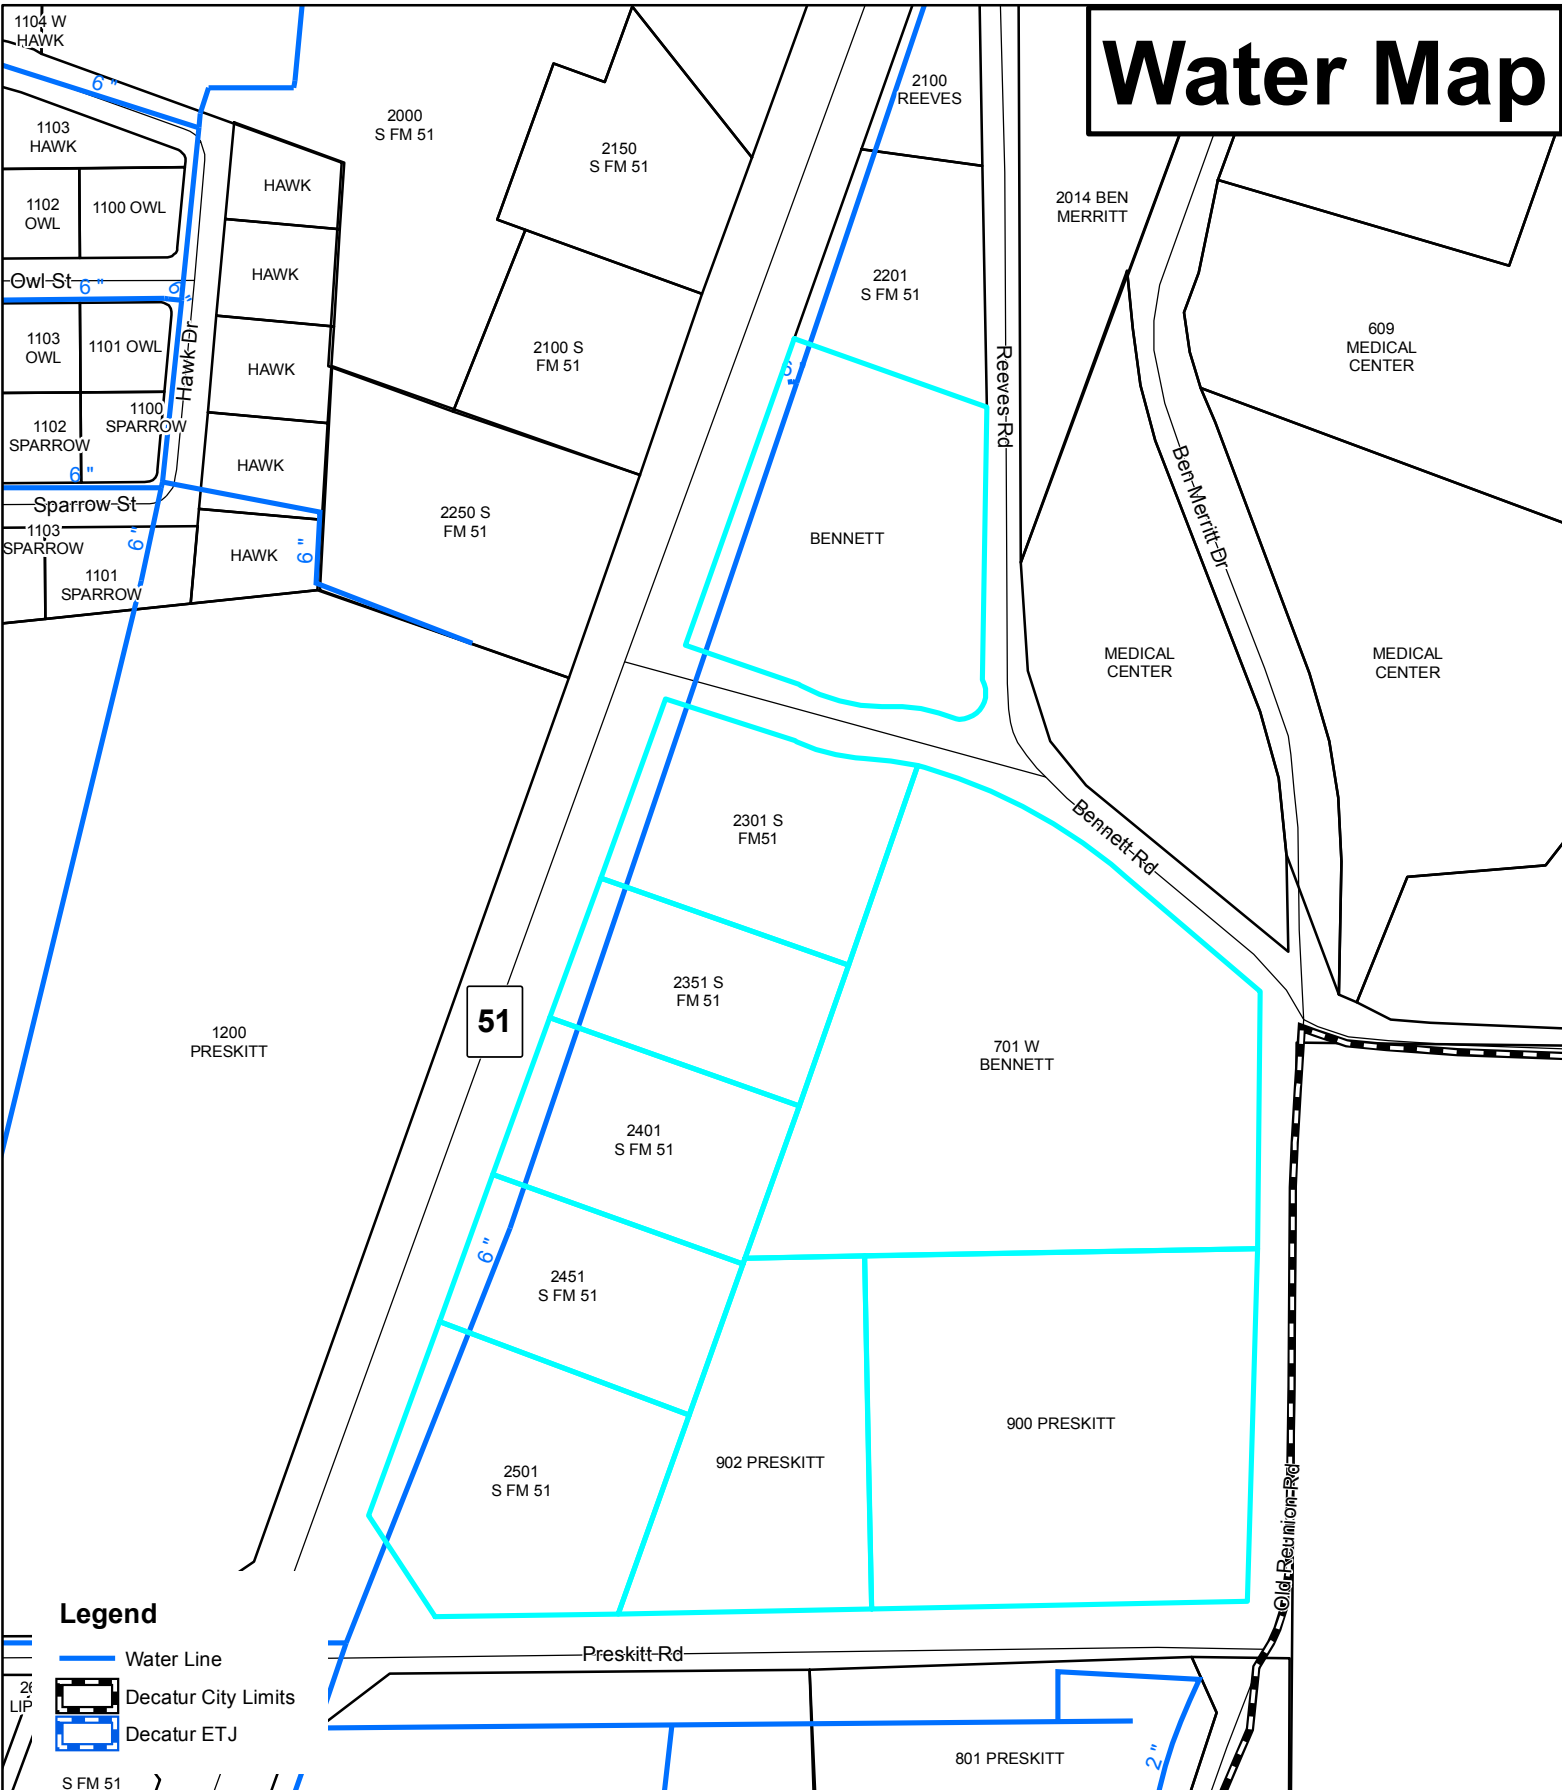 Water Map
1104 W
HAWK
6 "
1103
HAWK
1102
OWL
1100 OWL
HAWK
2000
S FM 51
2150
S FM 51
2100
REEVES
2014 BEN
MERRITT
Owl St
6 "
6 "
HAWK
2201
S FM 51
609
MEDICAL
CENTER
1103
OWL
1101 OWL
Hawk Dr
HAWK
2100 S
FM 51
6 "
Reeves Rd
1102
SPARROW
1100
SPARROW
HAWK
6 "
Sparrow St
Ben Merritt Dr
1103
SPARROW
6 "
1101
SPARROW
HAWK
6 "
2250 S
FM 51
BENNETT
MEDICAL
CENTER
MEDICAL
CENTER
2301 S
FM51
Bennett Rd
2351 S
FM 51
51
1200
PRESKITT
701 W
BENNETT
2401
S FM 51
6 "
2451
S FM 51
900 PRESKITT
902 PRESKITT
2501
S FM 51
Old Reunion Rd
Preskitt Rd
801 PRESKITT
2 "
Legend
Water Line
Decatur City Limits
Decatur ETJ
S FM 51